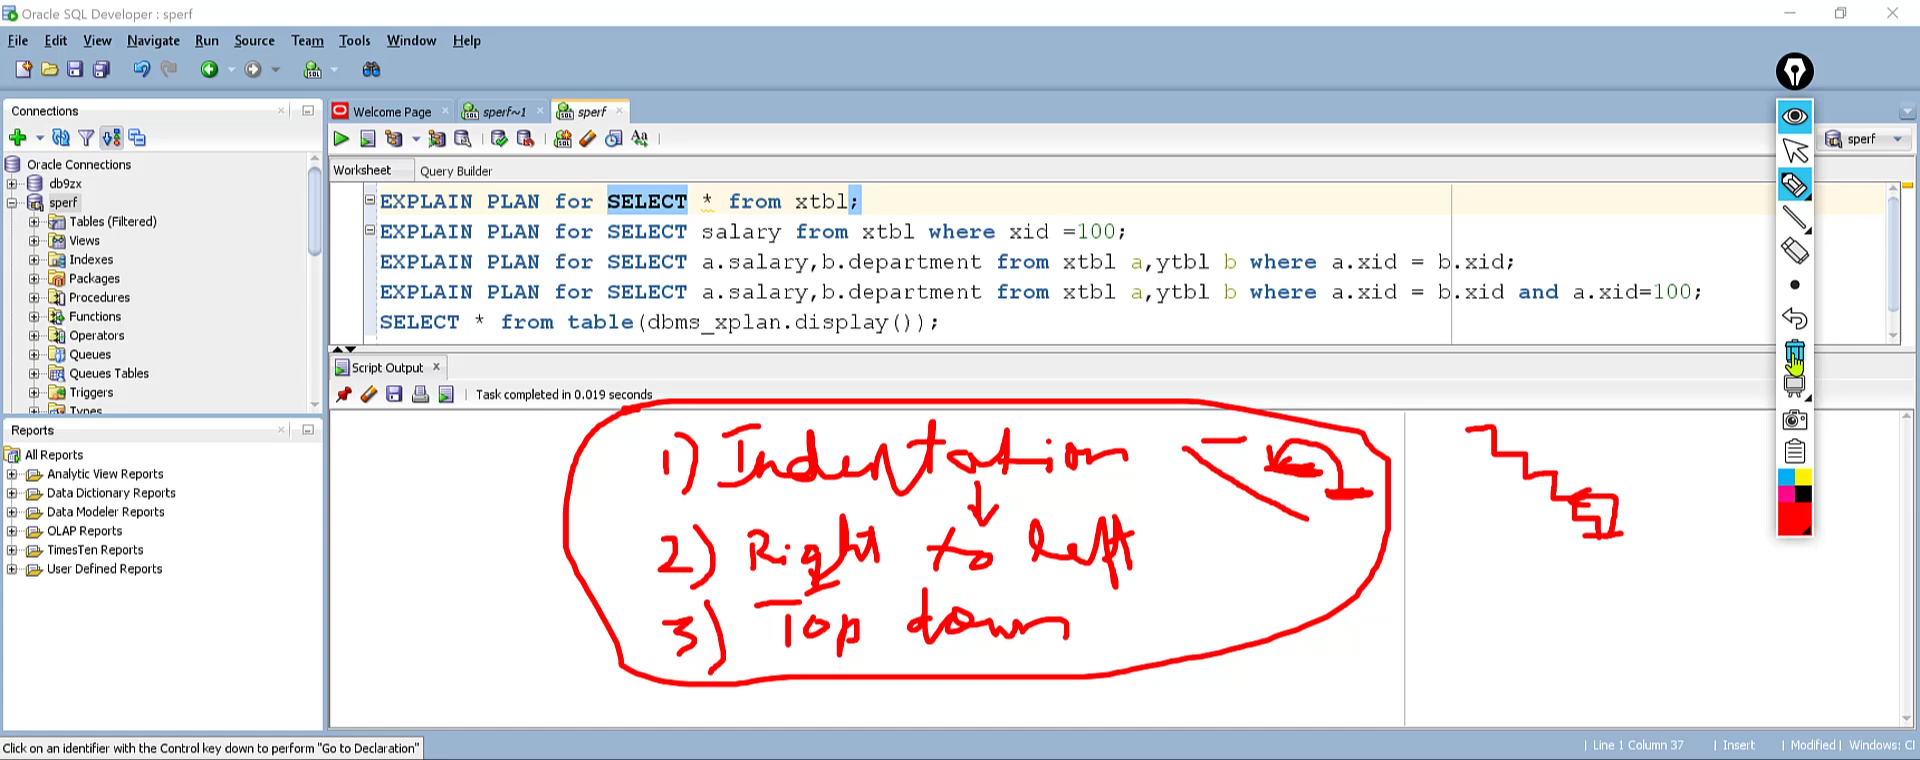 Oracle SQL Developer : sperf
File Edit View Navigate Run Source Team Tools Window Help
Connections
Oracle Connections
db9zx
sperf
Tables (Filtered)
Views
Indexes
Packages
Procedures
Functions
Operators
Queues
Queues Tables
Triggers
Types
Reports
All Reports
Analytic View Reports
Data Dictionary Reports
Data Modeler Reports
OLAP Reports
TimesTen Reports
User Defined Reports
Welcome Page sperf~1 sperf
sperf
Worksheet Query Builder
EXPLAIN PLAN for SELECT * from xtbl;
EXPLAIN PLAN for SELECT salary from xtbl where xid =100;
EXPLAIN PLAN for SELECT a.salary,b.department from xtbl a,ytbl b where a.xid = b.xid;
EXPLAIN PLAN for SELECT a.salary,b.department from xtbl a,ytbl b where a.xid = b.xid and a.xid=100;
SELECT * from table(dbms_xplan.display());
Script Output
Task completed in 0.019 seconds
1) Indentation
2) Right to left
3) Top down
Click on an identifier with the Control key down to perform "Go to Declaration"
Line 1 Column 37 | Insert | Modified | Windows: Cl